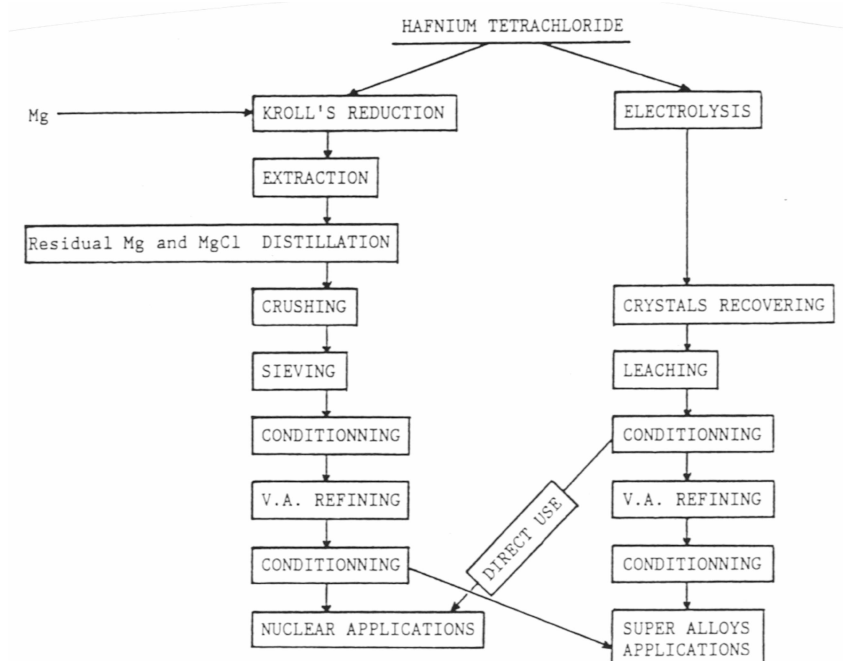 HAFNIUM TETRACHLORIDE
Mg
KROLL'S REDUCTION
ELECTROLYSIS
EXTRACTION
Residual Mg and MgCl DISTILLATION
CRUSHING
CRYSTALS RECOVERING
SIEVING
LEACHING
CONDITIONNING
CONDITIONNING
V.A. REFINING
V.A. REFINING
DIRECT USE
CONDITIONNING
CONDITIONNING
NUCLEAR APPLICATIONS
SUPER ALLOYS
APPLICATIONS